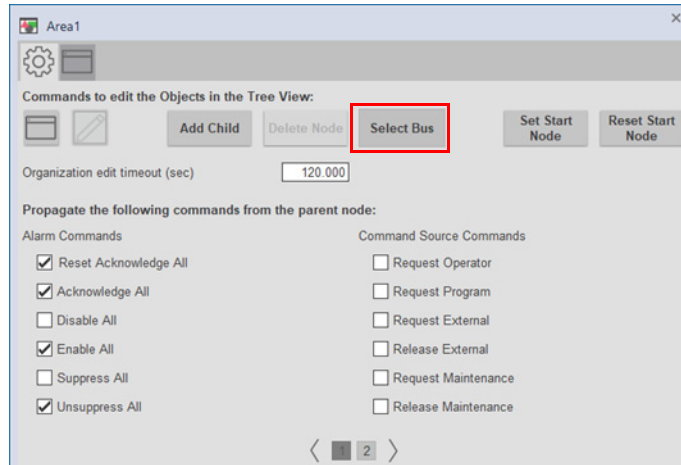 Area1
Commands to edit the Objects in the Tree View:
Add Child
Delete Node
Select Bus
Set Start
Node
Reset Start
Node
Organization edit timeout (sec)
120.000
Propagate the following commands from the parent node:
Alarm Commands
Command Source Commands
Reset Acknowledge All
Request Operator
Acknowledge All
Request Program
Disable All
Request External
Enable All
Release External
Suppress All
Request Maintenance
Unsuppress All
Release Maintenance
1 2